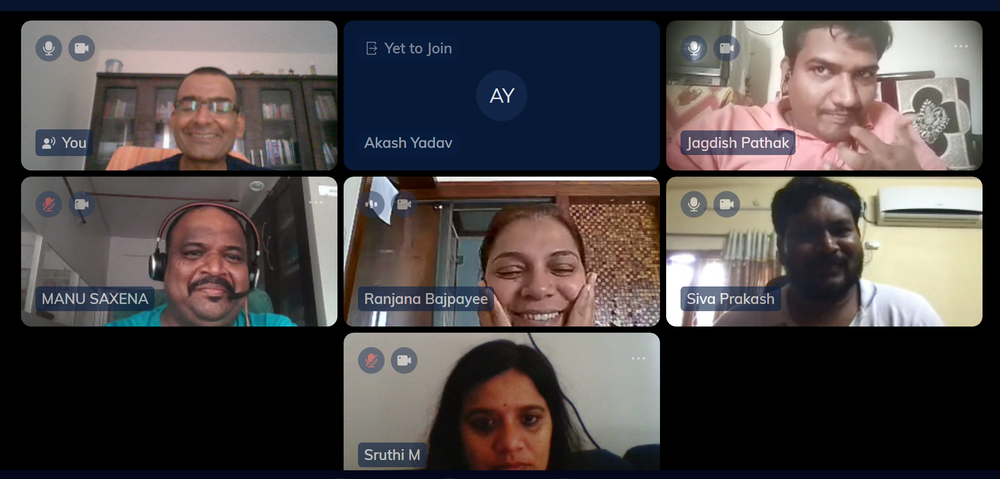 Yet to Join
AY
You
Akash Yadav
Jagdish Pathak
MANU SAXENA
Ranjana Bajpayee
Siva Prakash
Sruthi M